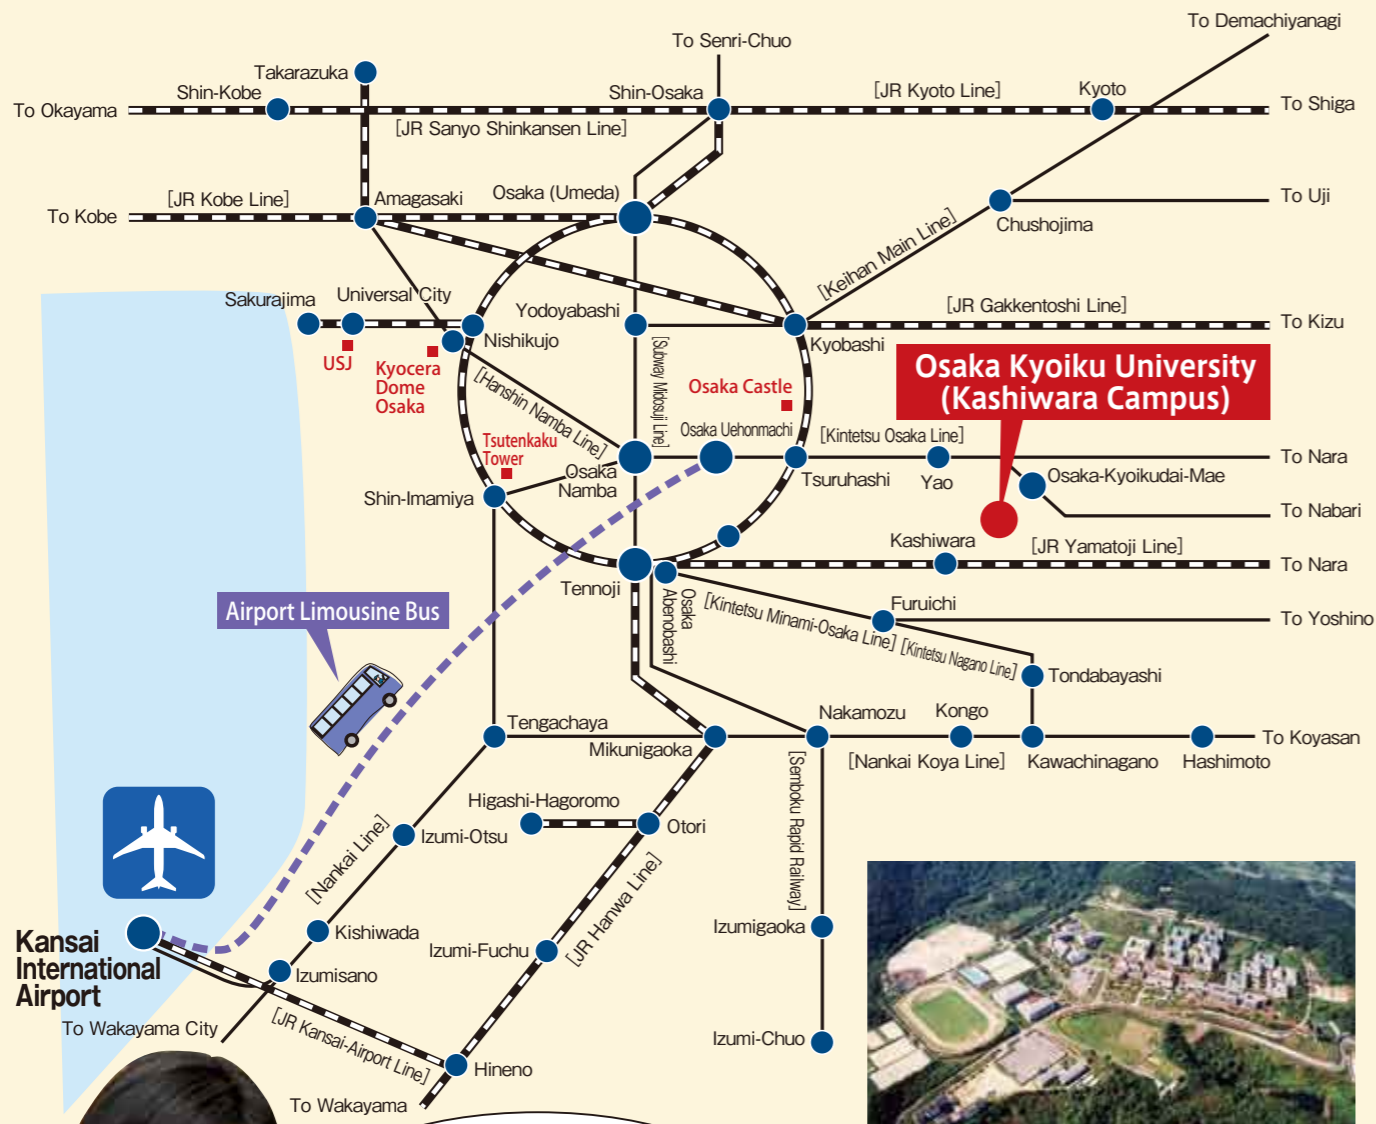 To Demachiyanagi
To Senri-Chuo
Takarazuka
Shin-Kobe
Shin-Osaka
[JR Kyoto Line]
Kyoto
To Okayama
To Shiga
[JR Sanyo Shinkansen Line]
[JR Kobe Line]
Amagasaki
Osaka (Umeda)
To Kobe
To Uji
Chushojima
[Keihan Main Line]
Sakurajima
Universal City
Yodoyabashi
[JR Gakkentoshi Line]
To Kizu
Nishikujo
Kyobashi
USJ
Kyocera
Dome
Osaka
[Hanshin Namba Line]
[Subway Midosuji Line]
Osaka Castle
Osaka Kyoiku University
(Kashiwara Campus)
Tsutenkaku
Tower
Osaka Uehonmachi
[Kintetsu Osaka Line]
To Nara
Osaka
Namba
Tsuruhashi
Yao
Osaka-Kyoikudai-Mae
Shin-Imamiya
To Nabari
Kashiwara
[JR Yamatoji Line]
To Nara
Tennoji
Osaka
Abenobashi
[Kintetsu Minami-Osaka Line]
Furuichi
To Yoshino
[Kintetsu Nagano Line]
Airport Limousine Bus
Tondabayashi
Tengachaya
Mikunigaoka
Nakamozu
Kongo
To Koyasan
[Nankai Koya Line]
Kawachinagano
Hashimoto
[Semboku Rapid Railway]
Higashi-Hagoromo
Otori
Izumi-Otsu
[Nankai Line]
[JR Hanwa Line]
Kishiwada
Izumi-Fuchu
Izumigaoka
Kansai
International
Airport
Izumisano
To Wakayama City
[JR Kansai-Airport Line]
Izumi-Chuo
Hineno
To Wakayama